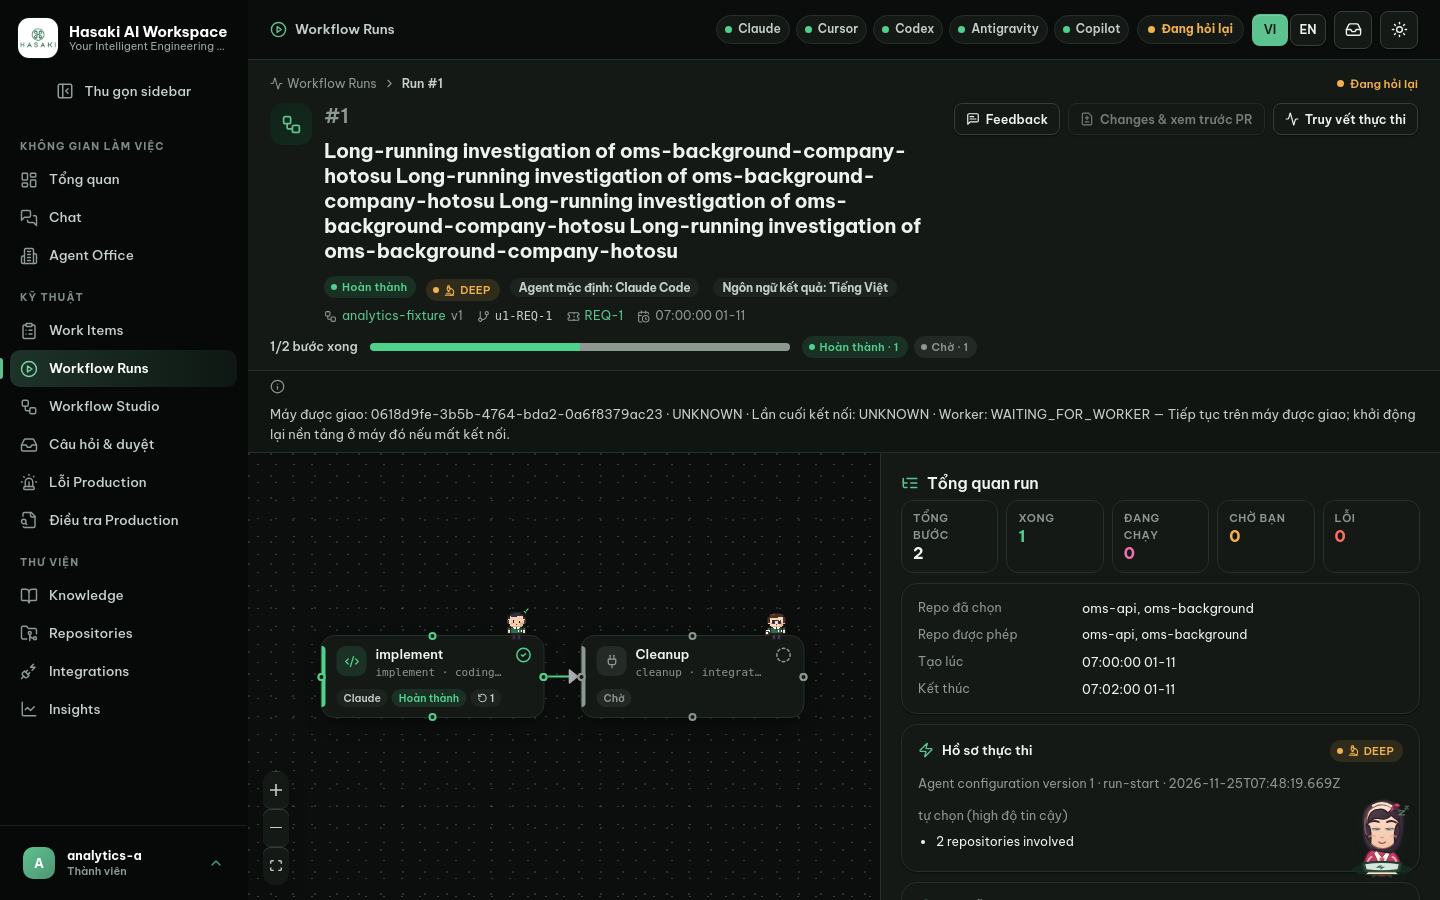 HASAKI
Hasaki AI Workspace
Your Intelligent Engineering ...
Thu gọn sidebar
KHÔNG GIAN LÀM VIỆC
Tổng quan
Chat
Agent Office
KỸ THUẬT
Work Items
Workflow Runs
Workflow Studio
Câu hỏi & duyệt
Lỗi Production
Điều tra Production
THƯ VIỆN
Knowledge
Repositories
Integrations
Insights
A
analytics-a
Thành viên
Workflow Runs
Claude
Cursor
Codex
Antigravity
Copilot
Đang hỏi lại
VI
EN
Workflow Runs > Run #1
Đang hỏi lại
#1
Feedback
Changes & xem trước PR
Truy vết thực thi
Long-running investigation of oms-background-company-
hotosu Long-running investigation of oms-background-
company-hotosu Long-running investigation of oms-
background-company-hotosu Long-running investigation of
oms-background-company-hotosu
Hoàn thành
DEEP
Agent mặc định: Claude Code
Ngôn ngữ kết quả: Tiếng Việt
analytics-fixture v1
u1-REQ-1
REQ-1
07:00:00 01-11
1/2 bước xong
Hoàn thành · 1
Chờ · 1
Máy được giao: 0618d9fe-3b5b-4764-bda2-0a6f8379ac23 · UNKNOWN · Lần cuối kết nối: UNKNOWN · Worker: WAITING_FOR_WORKER — Tiếp tục trên máy được giao; khởi động
lại nền tảng ở máy đó nếu mất kết nối.
implement
implement · coding…
Claude
Hoàn thành
1
Cleanup
cleanup · integrat…
Chờ
Tổng quan run
TỔNG BƯỚC
2
XONG
1
ĐANG CHẠY
0
CHỜ BẠN
0
LỖI
0
Repo đã chọn
oms-api, oms-background
Repo được phép
oms-api, oms-background
Tạo lúc
07:00:00 01-11
Kết thúc
07:02:00 01-11
Hồ sơ thực thi
DEEP
Agent configuration version 1 · run-start · 2026-11-25T07:48:19.669Z
tự chọn (high độ tin cậy)
• 2 repositories involved